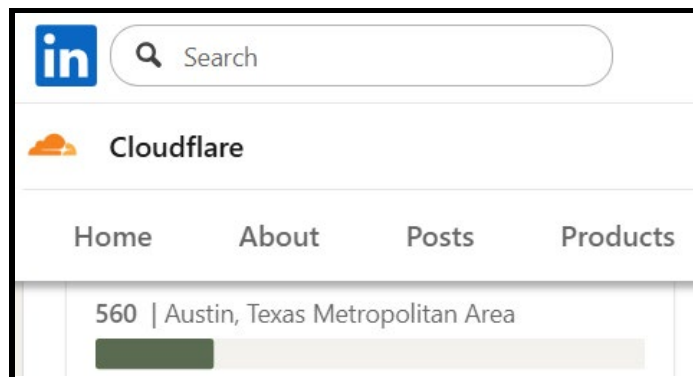 in
Search
Cloudflare
Home About Posts Products
560 | Austin, Texas Metropolitan Area